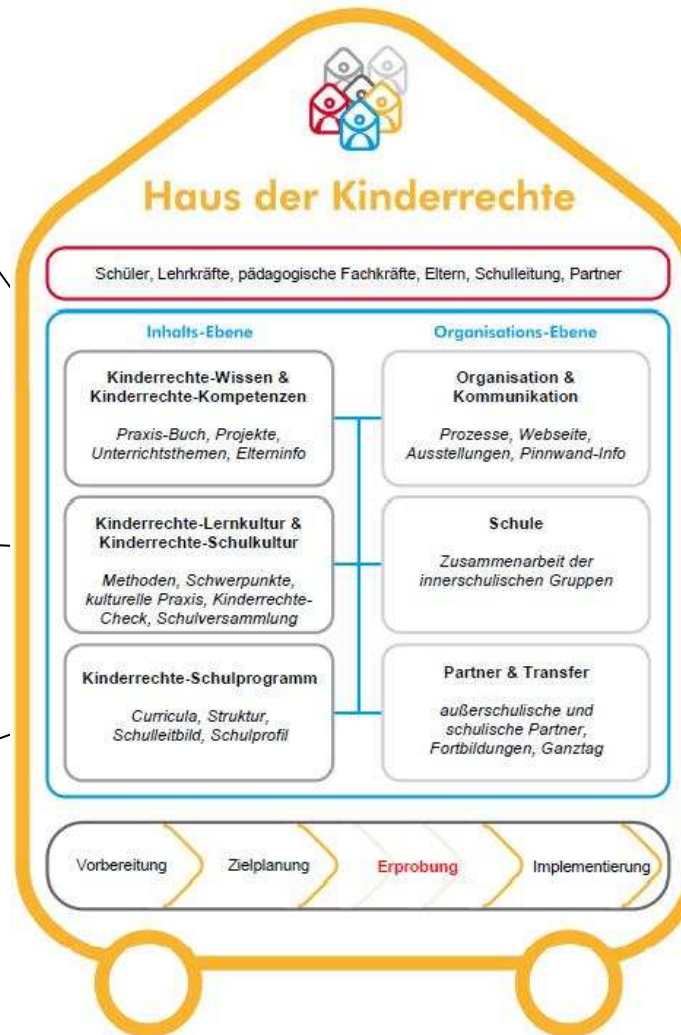 Haus der Kinderrechte
Schüler, Lehrkräfte, pädagogische Fachkräfte, Eltern, Schulleitung, Partner
Inhalts-Ebene
Kinderrechte-Wissen &
Kinderrechte-Kompetenzen
Praxis-Buch, Projekte,
Unterrichtsthemen, Elterninfo
Kinderrechte-Lernkultur &
Kinderrechte-Schulkultur
Methoden, Schwerpunkte,
kulturelle Praxis, Kinderrechte-
Check, Schulversammlung
Kinderrechte-Schulprogramm
Curricula, Struktur,
Schulleitbild, Schulprofil
Organisations-Ebene
Organisation &
Kommunikation
Prozesse, Webseite,
Ausstellungen, Pinnwand-Info
Schule
Zusammenarbeit der
innerschulischen Gruppen
Partner & Transfer
außerschulische und
schulische Partner,
Fortbildungen, Ganztag
Vorbereitung
Zielplanung
Erprobung
Implementierung